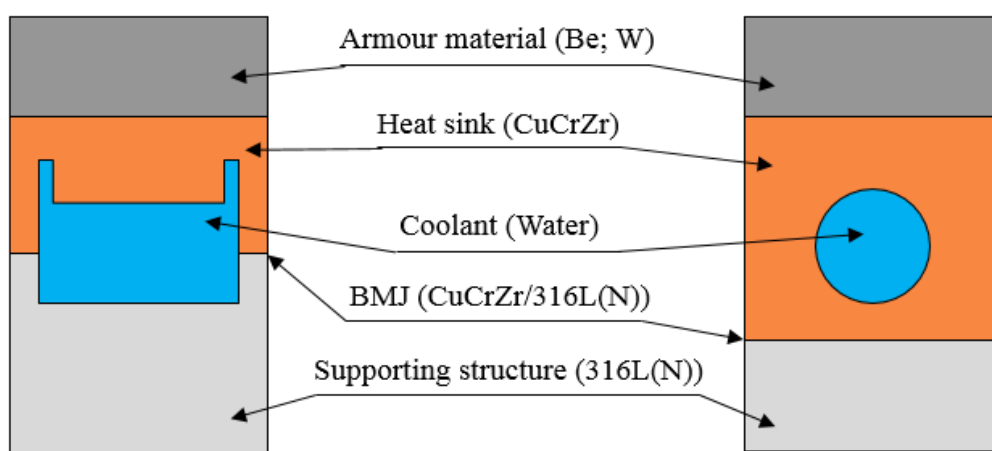 Armour material (Be; W)
Heat sink (CuCrZr)
Coolant (Water)
BMJ (CuCrZr/316L(N))
Supporting structure (316L(N))